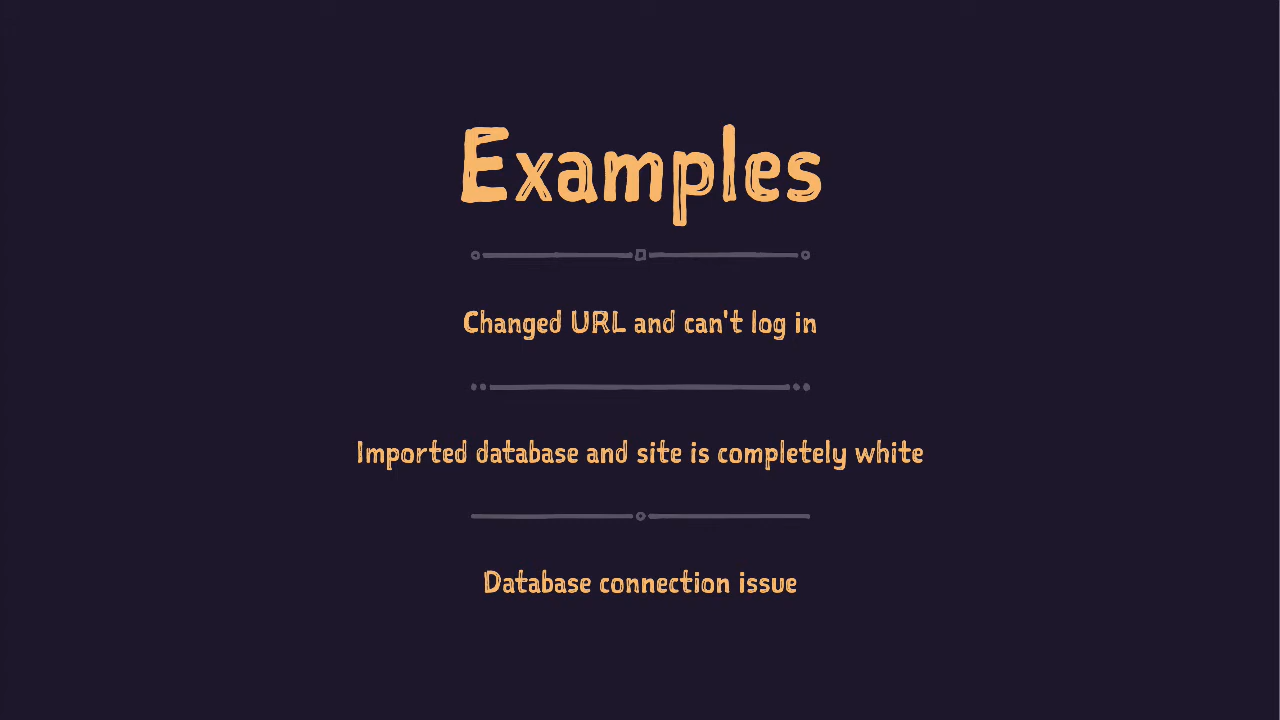 Examples
Changed URL and can't log in
Imported database and site is completely white
Database connection issue